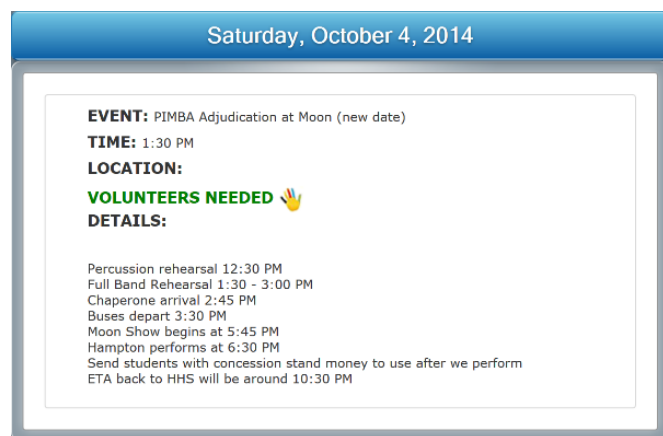 Saturday, October 4, 2014
EVENT: PIMBA Adjudication at Moon (new date)
TIME: 1:30 PM
LOCATION:
VOLUNTEERS NEEDED
DETAILS:
Percussion rehearsal 12:30 PM
Full Band Rehearsal 1:30 - 3:00 PM
Chaperone arrival 2:45 PM
Buses depart 3:30 PM
Moon Show begins at 5:45 PM
Hampton performs at 6:30 PM
Send students with concession stand money to use after we perform
ETA back to HHS will be around 10:30 PM